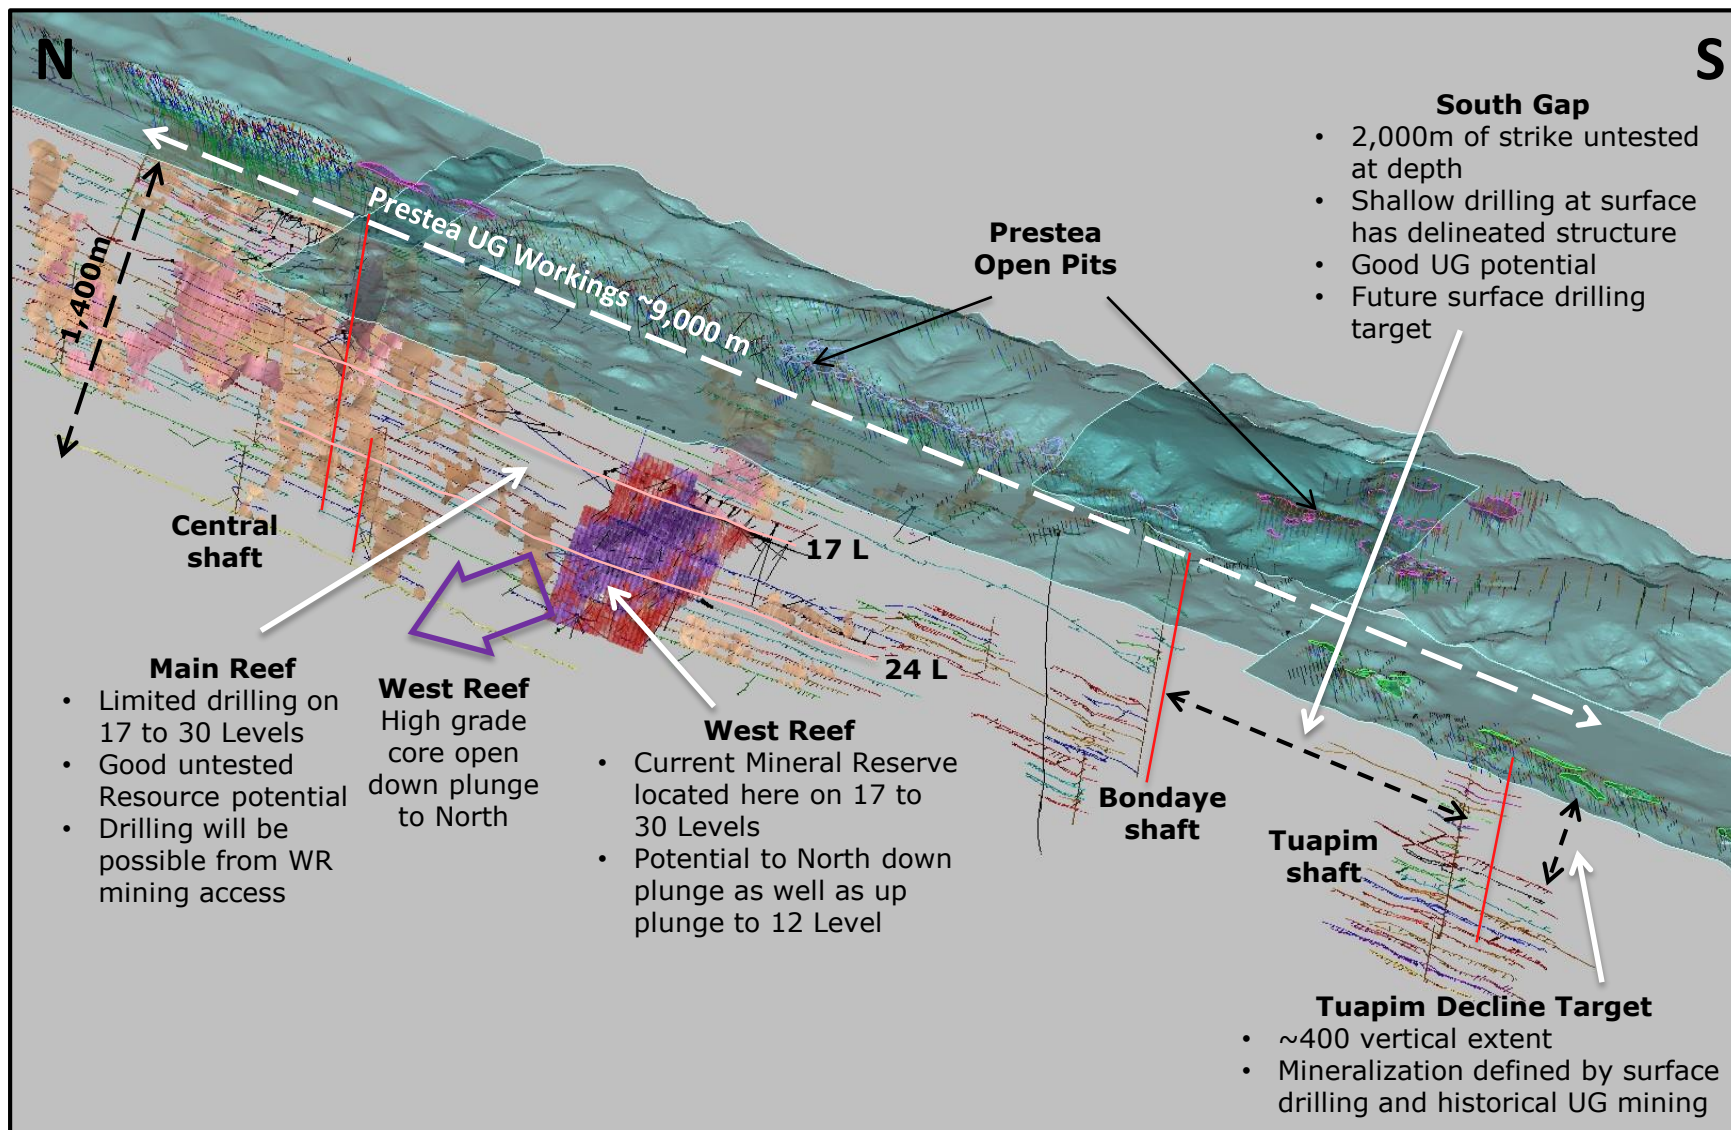 N
S
South Gap
• 2,000m of strike untested
at depth
• Shallow drilling at surface
has delineated structure
• Good UG potential
• Future surface drilling
target
Prestea
Open Pits
Prestea UG Workings ~9,000 m
1,400m
Central
shaft
17 L
24 L
Main Reef
• Limited drilling on
17 to 30 Levels
• Good untested
Resource potential
• Drilling will be
possible from WR
mining access
West Reef
High grade
core open
down plunge
to North
West Reef
• Current Mineral Reserve
located here on 17 to
30 Levels
• Potential to North down
plunge as well as up
plunge to 12 Level
Bondaye
shaft
Tuapim
shaft
Tuapim Decline Target
• ~400 vertical extent
• Mineralization defined by surface
drilling and historical UG mining